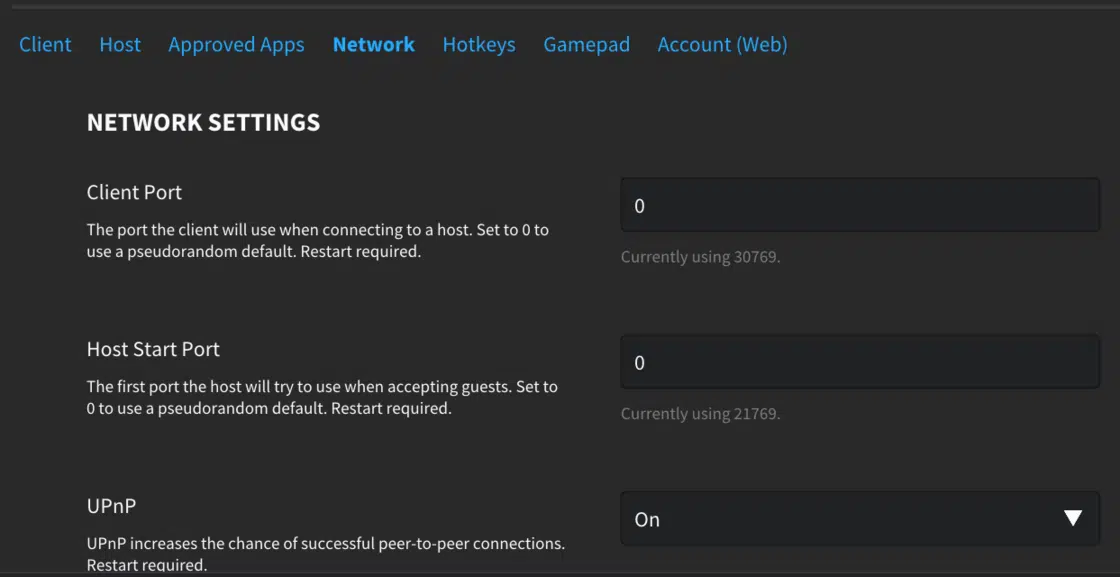 Client Host Approved Apps Network Hotkeys Gamepad Account (Web)
NETWORK SETTINGS
Client Port
The port the client will use when connecting to a host. Set to 0 to
use a pseudorandom default. Restart required.
0
Currently using 30769.
Host Start Port
The first port the host will try to use when accepting guests. Set to
0 to use a pseudorandom default. Restart required.
0
Currently using 21769.
UPnP
UPnP increases the chance of successful peer-to-peer connections.
Restart required.
On